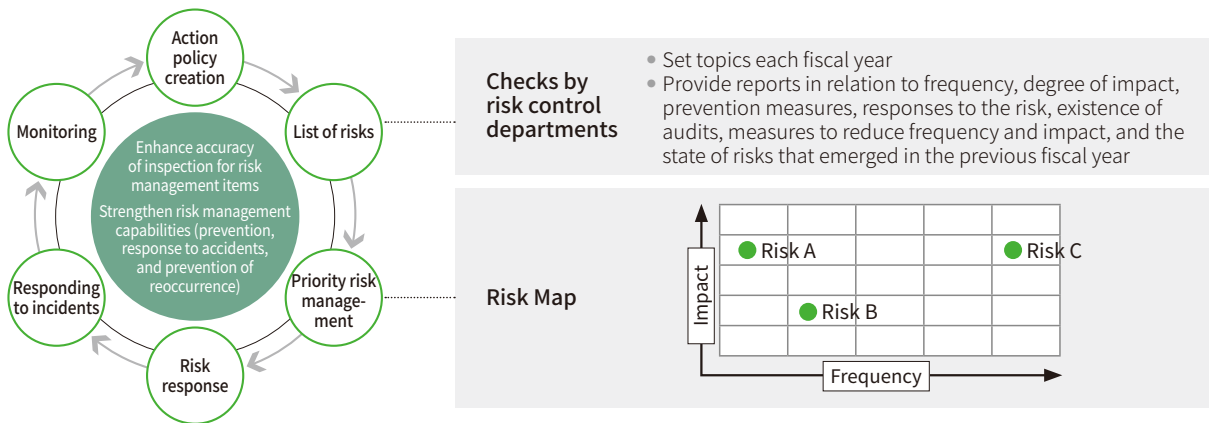 Action
policy
creation
List of risks
Priority risk
manage-
ment
Risk
response
Responding
to incidents
Monitoring
Enhance accuracy
of inspection for risk
management items
Strengthen risk management
capabilities (prevention,
response to accidents,
and prevention of
reoccurrence)
Checks by
risk control
departments
• Set topics each fiscal year
• Provide reports in relation to frequency, degree of impact,
prevention measures, responses to the risk, existence of
audits, measures to reduce frequency and impact, and the
state of risks that emerged in the previous fiscal year
Risk Map
Impact
Risk A
Risk C
Risk B
Frequency